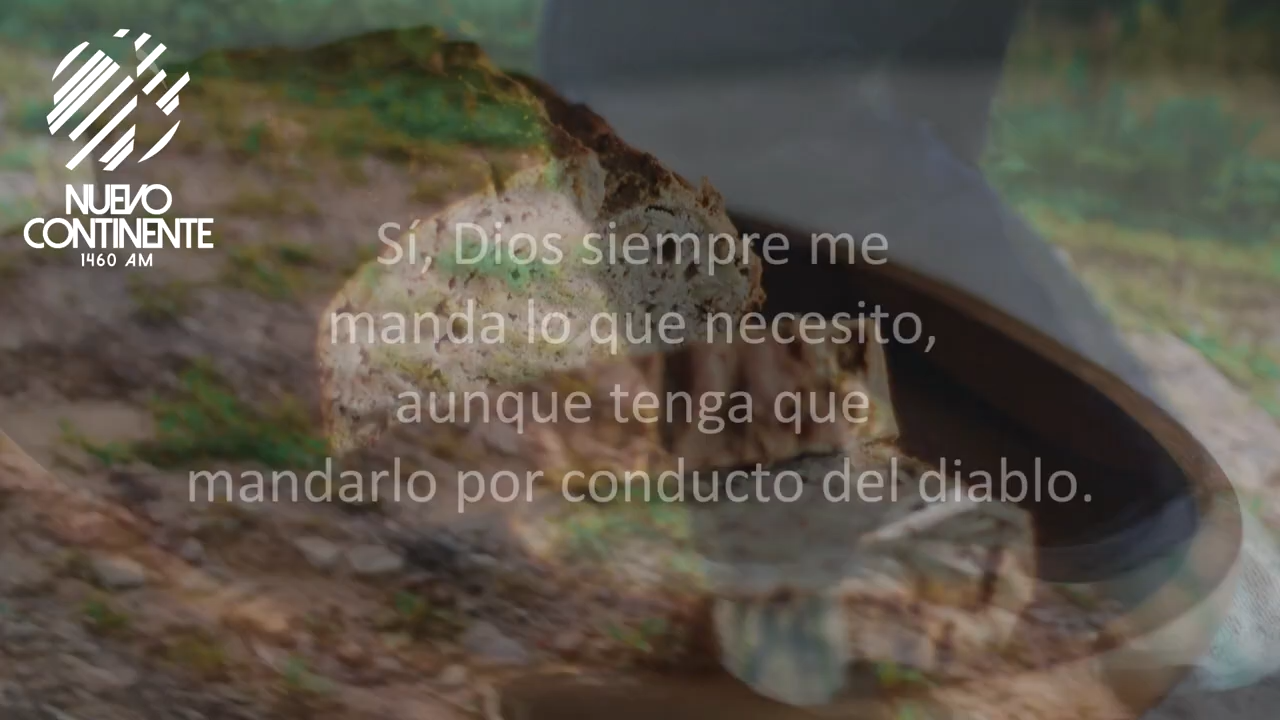 NUEVO
CONTINENTE
1460 AM
Sí, Dios siempre me
manda lo que necesito,
aunque tenga que
mandarlo por conducto del diablo.